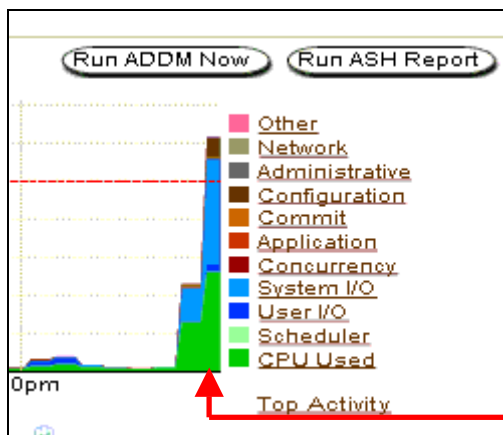 Run ADDM Now
Run ASH Report
Other
Network
Administrative
Configuration
Commit
Application
Concurrency
System I/O
User I/O
Scheduler
CPU Used
0pm
Top Activity